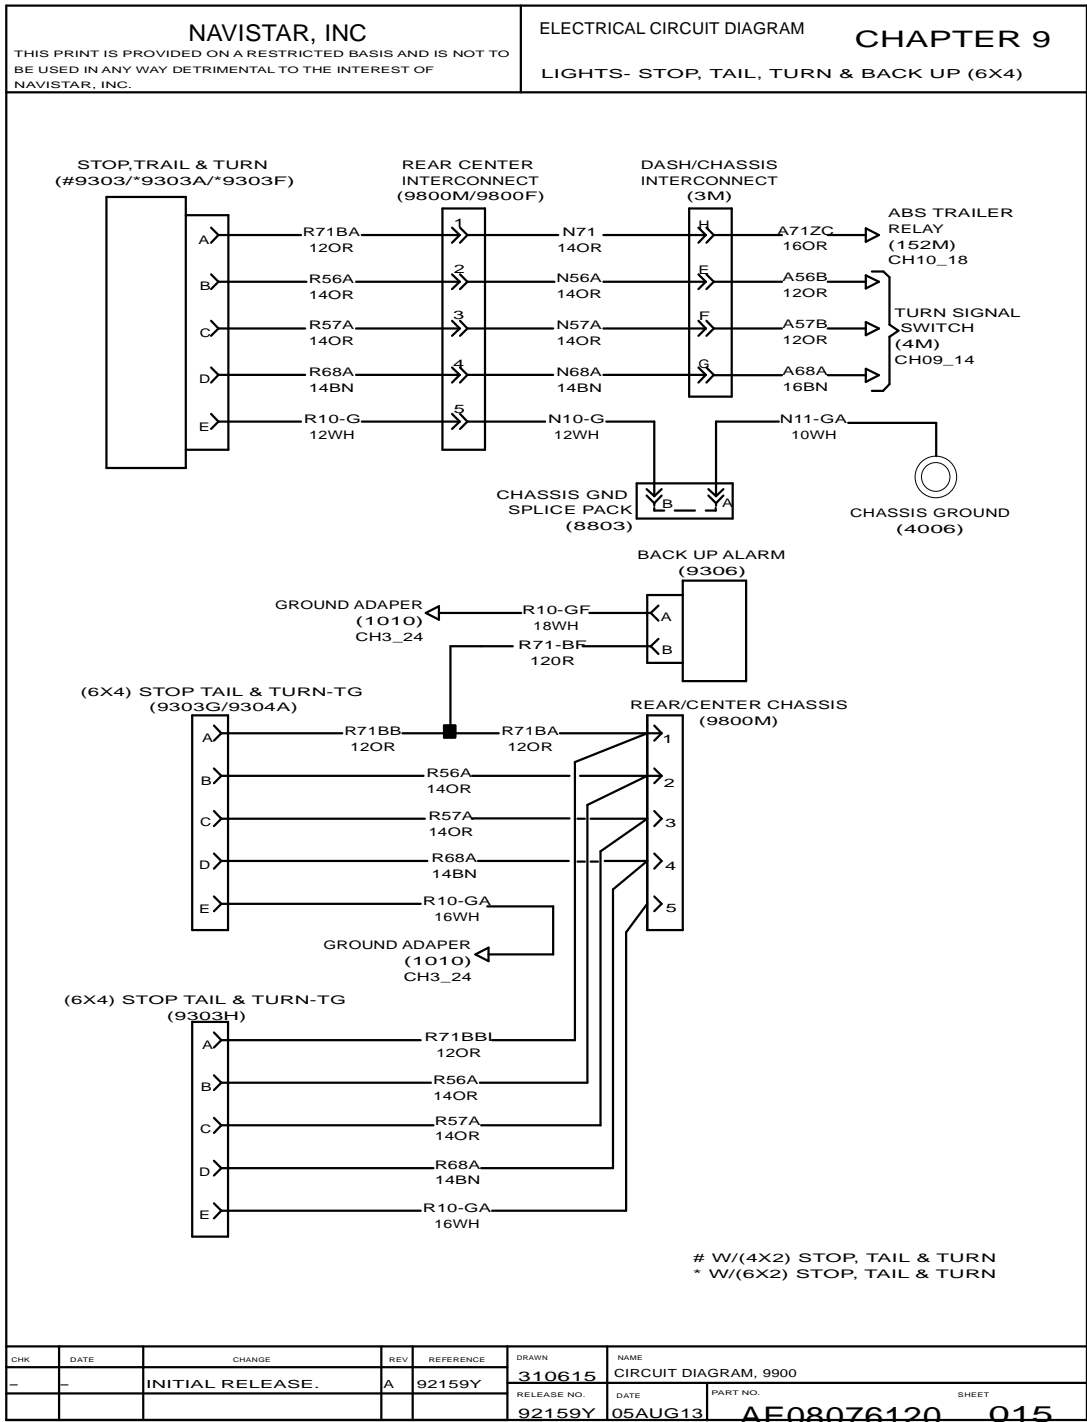 NAVISTAR, INC
THIS PRINT IS PROVIDED ON A RESTRICTED BASIS AND IS NOT TO
BE USED IN ANY WAY DETRIMENTAL TO THE INTEREST OF
NAVISTAR, INC.
ELECTRICAL CIRCUIT DIAGRAM
CHAPTER 9
LIGHTS- STOP, TAIL, TURN & BACK UP (6X4)
STOP,TRAIL & TURN
(#9303/*9303A/*9303F)
REAR CENTER
INTERCONNECT
(9800M/9800F)
DASH/CHASSIS
INTERCONNECT
(3M)
A
R71BA
12OR
1
N71
14OR
H
A71ZC
16OR
ABS TRAILER
RELAY
(152M)
CH10_18
B
R56A
14OR
2
N56A
14OR
E
A56B
12OR
C
R57A
14OR
3
N57A
14OR
F
A57B
12OR
TURN SIGNAL
SWITCH
(4M)
CH09_14
D
R68A
14BN
4
N68A
14BN
G
A68A
16BN
E
R10-G
12WH
5
N10-G
12WH
N11-GA
10WH
CHASSIS GND
SPLICE PACK
(8803)
B
A
CHASSIS GROUND
(4006)
BACK UP ALARM
(9306)
GROUND ADAPER
(1010)
CH3_24
R10-GF
18WH
A
R71-BF
120R
B
(6X4) STOP TAIL & TURN-TG
(9303G/9304A)
REAR/CENTER CHASSIS
(9800M)
A
R71BB
12OR
R71BA
12OR
1
B
R56A
14OR
2
C
R57A
14OR
3
D
R68A
14BN
4
E
R10-GA
16WH
5
GROUND ADAPER
(1010)
CH3_24
(6X4) STOP TAIL & TURN-TG
(9303H)
A
R71BBI
12OR
B
R56A
14OR
C
R57A
14OR
D
R68A
14BN
E
R10-GA
16WH
# W/(4X2) STOP, TAIL & TURN
* W/(6X2) STOP, TAIL & TURN
CHK DATE CHANGE REV REFERENCE
– – INITIAL RELEASE. A 92159Y
DRAWN
310615
NAME
CIRCUIT DIAGRAM, 9900
RELEASE NO.
92159Y
DATE
05AUG13
PART NO.
AF08076120
SHEET
015